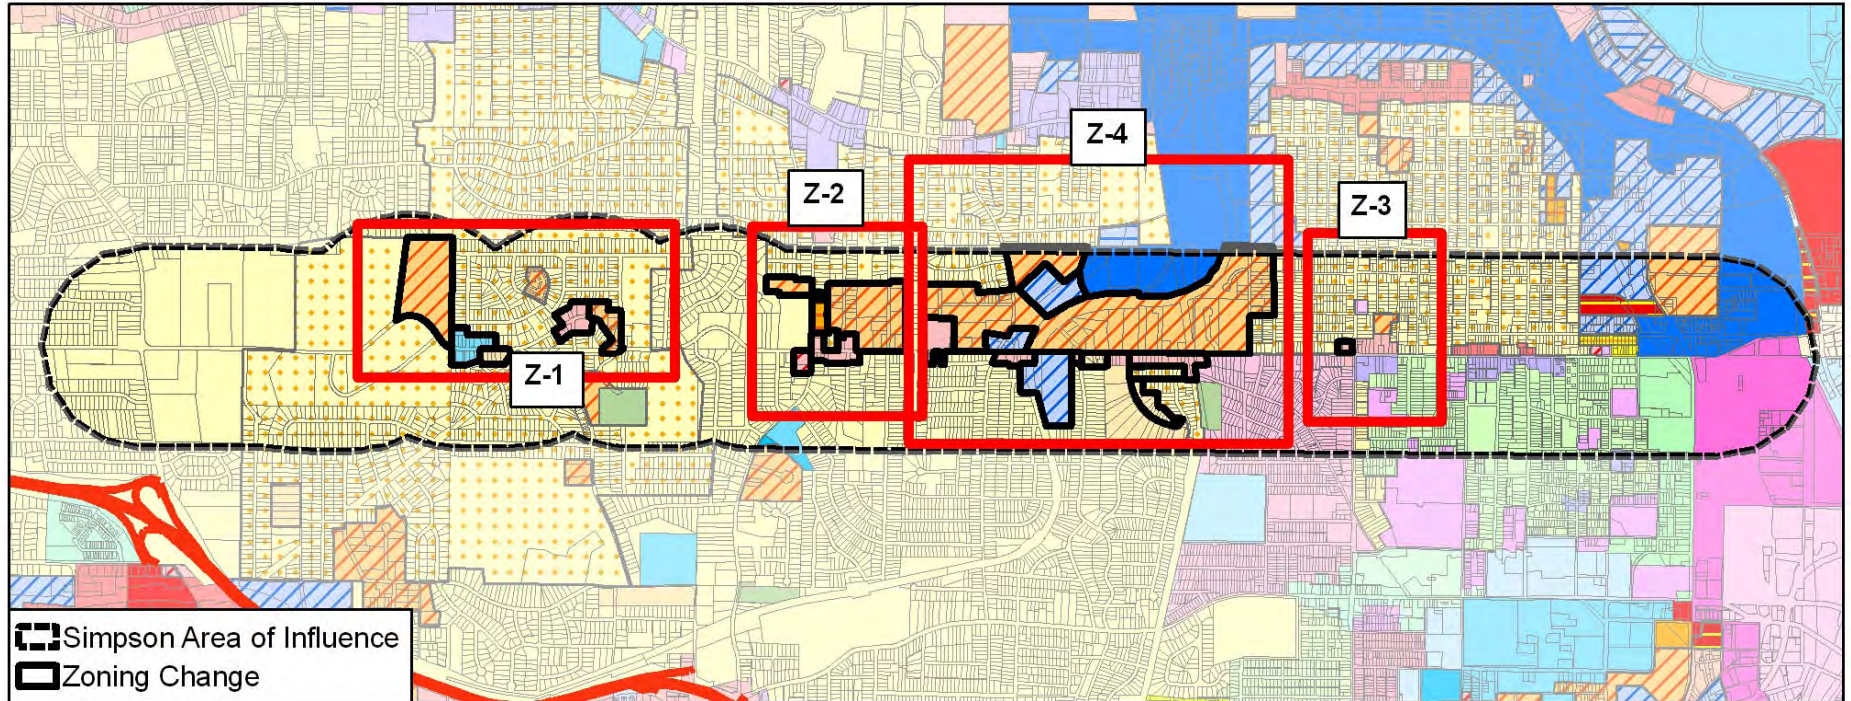 Z-4
Z-2
Z-3
Z-1
Simpson Area of Influence
Zoning Change